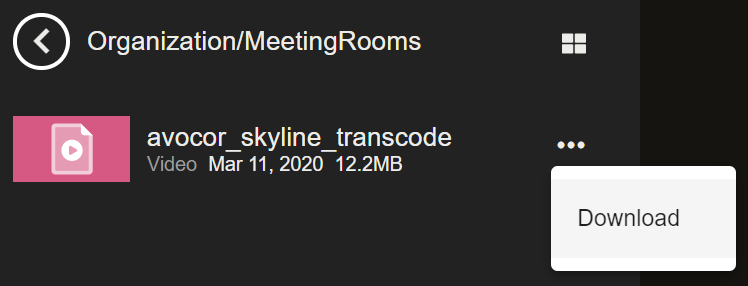 Organization/MeetingRooms
avocor_skyline_transcode
Video Mar 11, 2020 12.2MB
Download